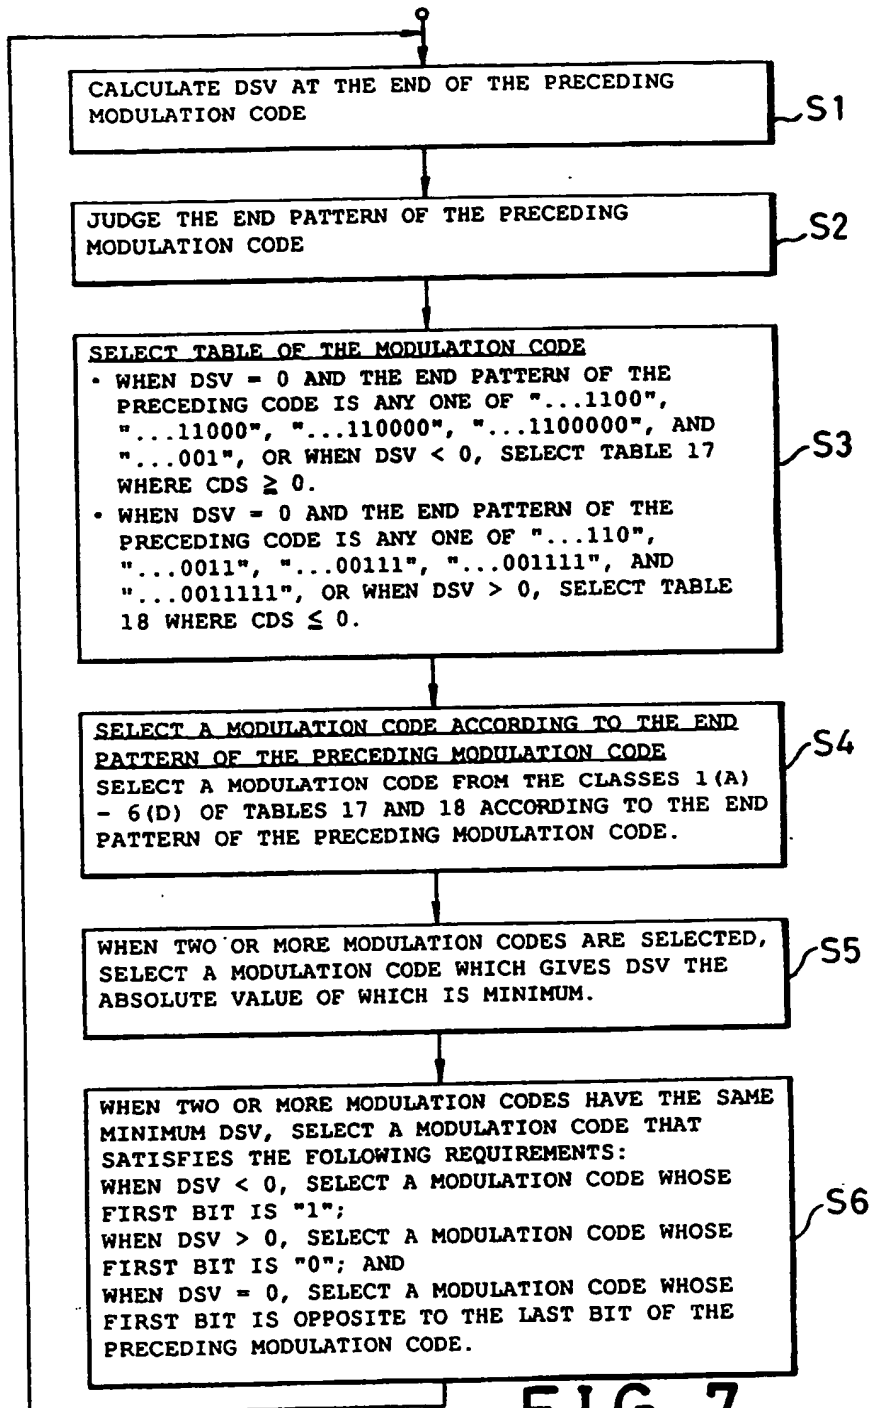 CALCULATE DSV AT THE END OF THE PRECEDING
MODULATION CODE
S1
JUDGE THE END PATTERN OF THE PRECEDING
MODULATION CODE
S2
SELECT TABLE OF THE MODULATION CODE
• WHEN DSV = 0 AND THE END PATTERN OF THE
PRECEDING CODE IS ANY ONE OF "...1100",
"...11000", "...110000", "...1100000", AND
"...001", OR WHEN DSV < 0, SELECT TABLE 17
WHERE CDS ≧ 0.
• WHEN DSV = 0 AND THE END PATTERN OF THE
PRECEDING CODE IS ANY ONE OF "...110",
"...0011", "...00111", "...001111", AND
"...0011111", OR WHEN DSV > 0, SELECT TABLE
18 WHERE CDS ≦ 0.
S3
SELECT A MODULATION CODE ACCORDING TO THE END
PATTERN OF THE PRECEDING MODULATION CODE
SELECT A MODULATION CODE FROM THE CLASSES 1(A)
- 6(D) OF TABLES 17 AND 18 ACCORDING TO THE END
PATTERN OF THE PRECEDING MODULATION CODE.
S4
WHEN TWO OR MORE MODULATION CODES ARE SELECTED,
SELECT A MODULATION CODE WHICH GIVES DSV THE
ABSOLUTE VALUE OF WHICH IS MINIMUM.
S5
WHEN TWO OR MORE MODULATION CODES HAVE THE SAME
MINIMUM DSV, SELECT A MODULATION CODE THAT
SATISFIES THE FOLLOWING REQUIREMENTS:
WHEN DSV < 0, SELECT A MODULATION CODE WHOSE
FIRST BIT IS "1";
WHEN DSV > 0, SELECT A MODULATION CODE WHOSE
FIRST BIT IS "0"; AND
WHEN DSV = 0, SELECT A MODULATION CODE WHOSE
FIRST BIT IS OPPOSITE TO THE LAST BIT OF THE
PRECEDING MODULATION CODE.
S6
FIG 7